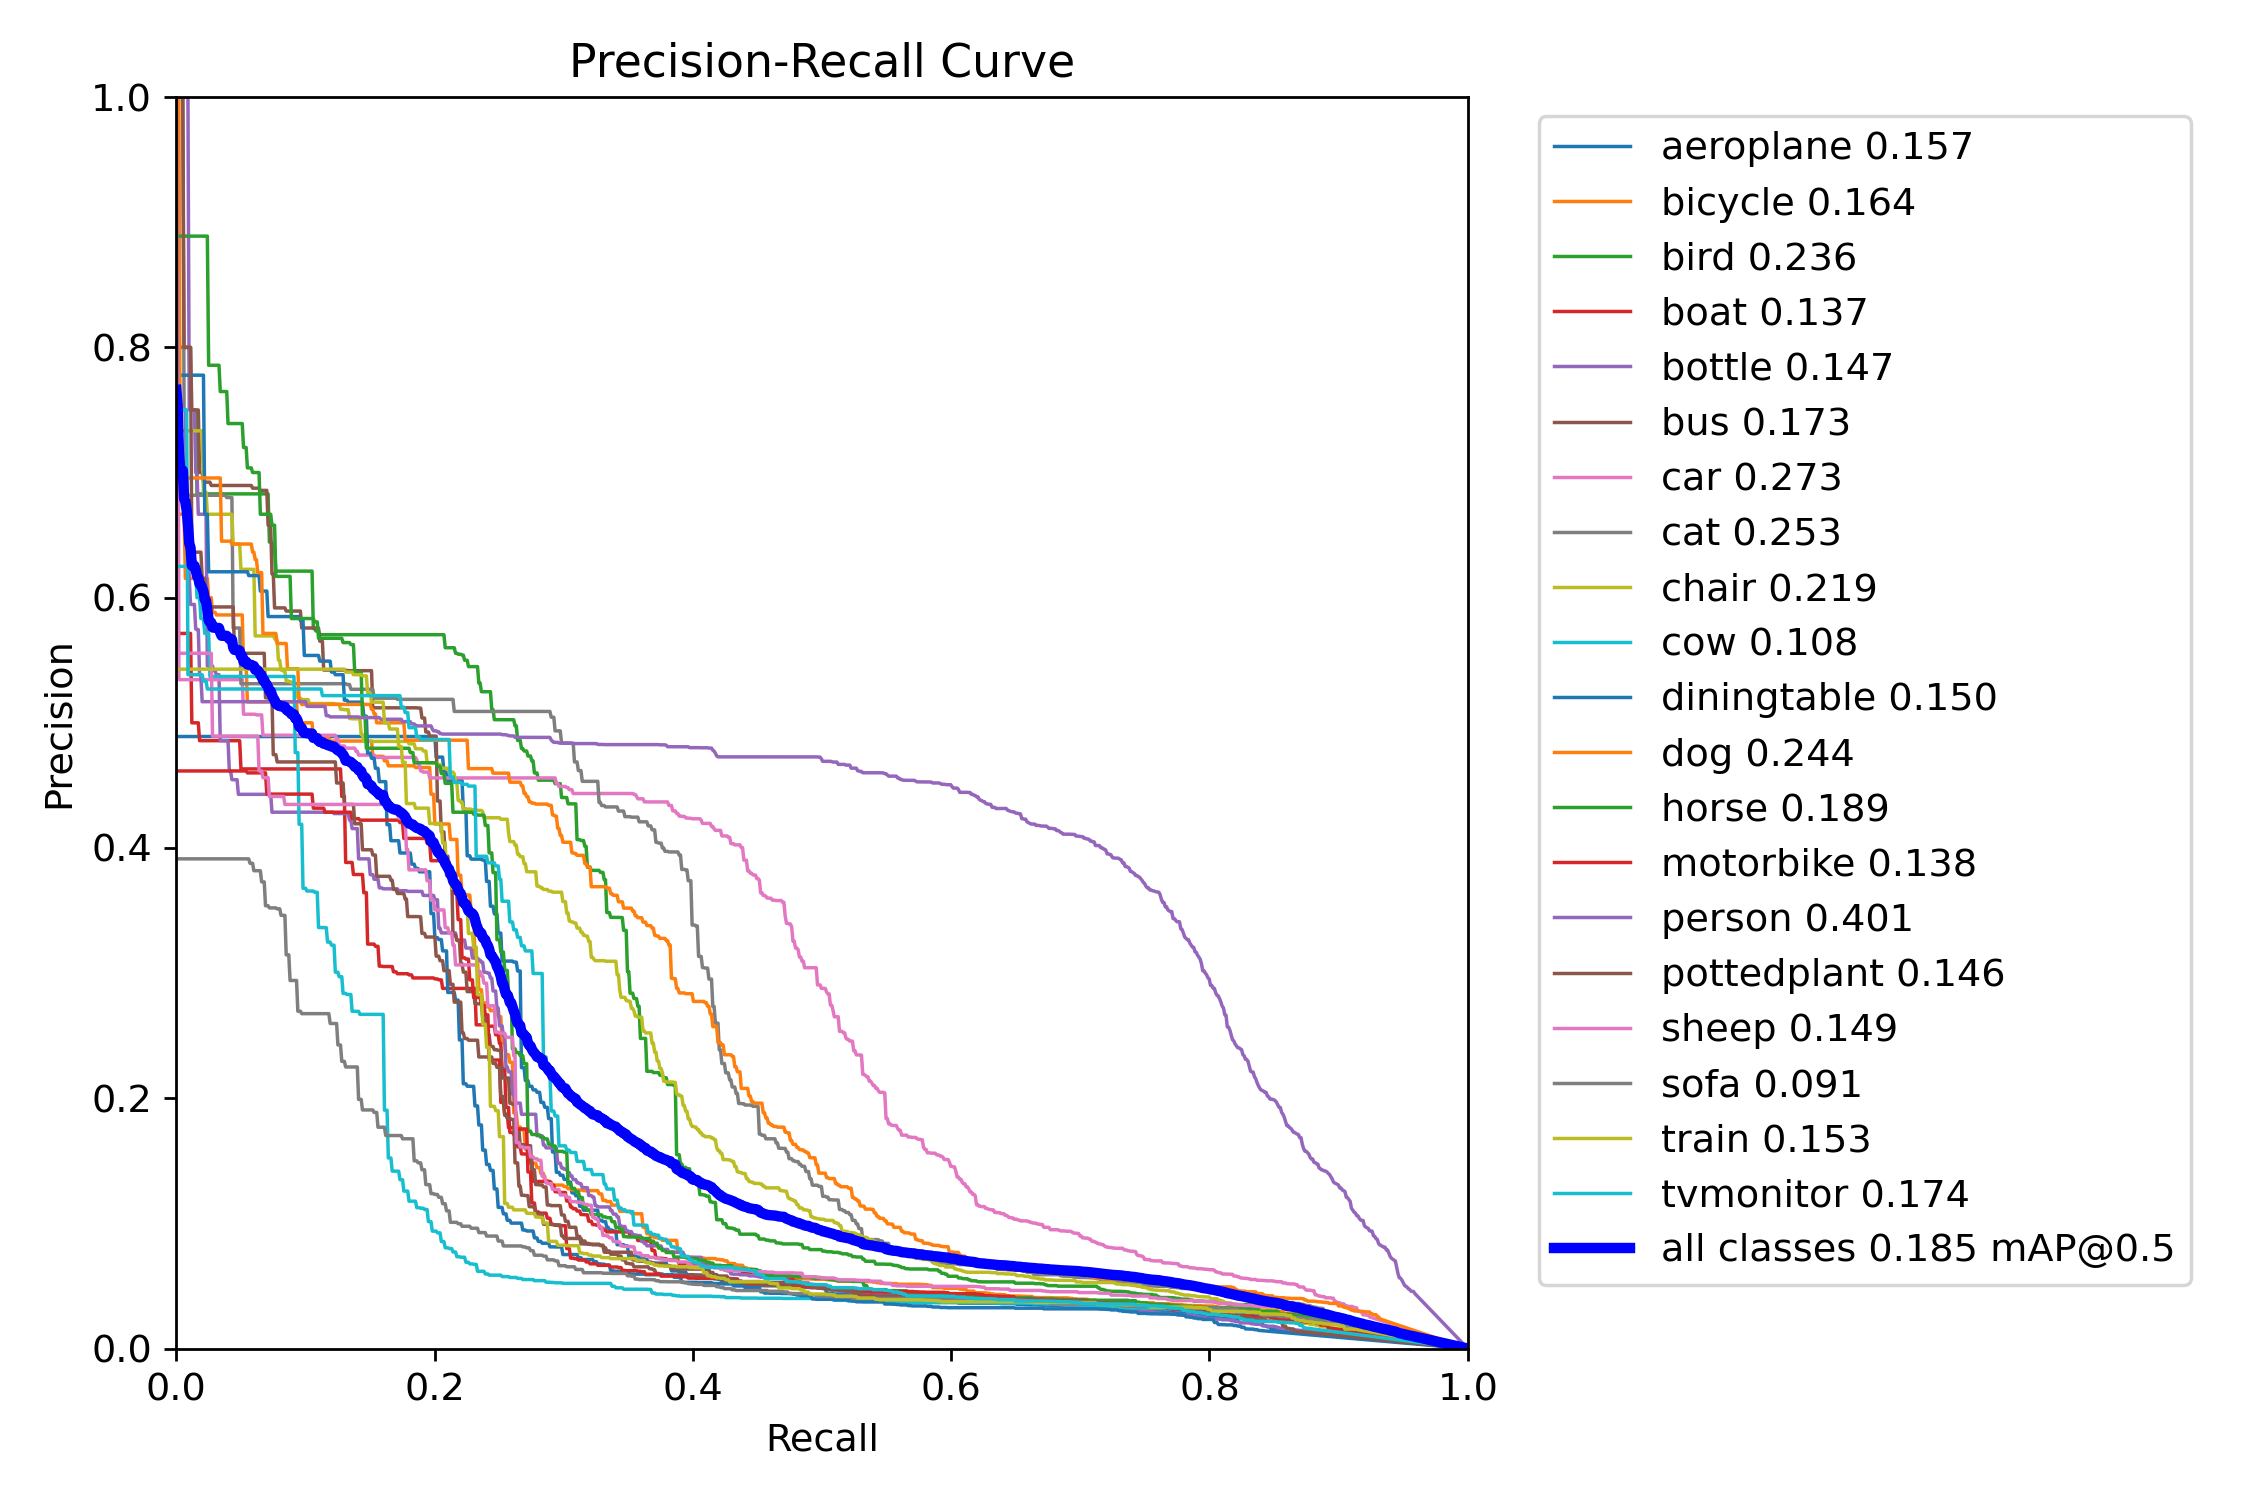 Precision-Recall Curve
1.0
0.8
0.6
0.4
0.2
0.0
Precision
0.0 0.2 0.4 0.6 0.8 1.0
Recall
aeroplane 0.157
bicycle 0.164
bird 0.236
boat 0.137
bottle 0.147
bus 0.173
car 0.273
cat 0.253
chair 0.219
cow 0.108
diningtable 0.150
dog 0.244
horse 0.189
motorbike 0.138
person 0.401
pottedplant 0.146
sheep 0.149
sofa 0.091
train 0.153
tvmonitor 0.174
all classes 0.185 mAP@0.5